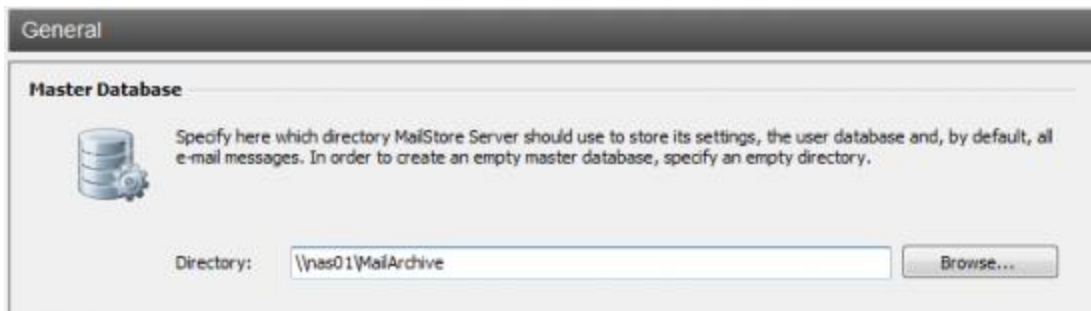 General
Master Database
Specify here which directory MailStore Server should use to store its settings, the user database and, by default, all
e-mail messages. In order to create an empty master database, specify an empty directory.
Directory: \\nas01\MailArchive Browse...